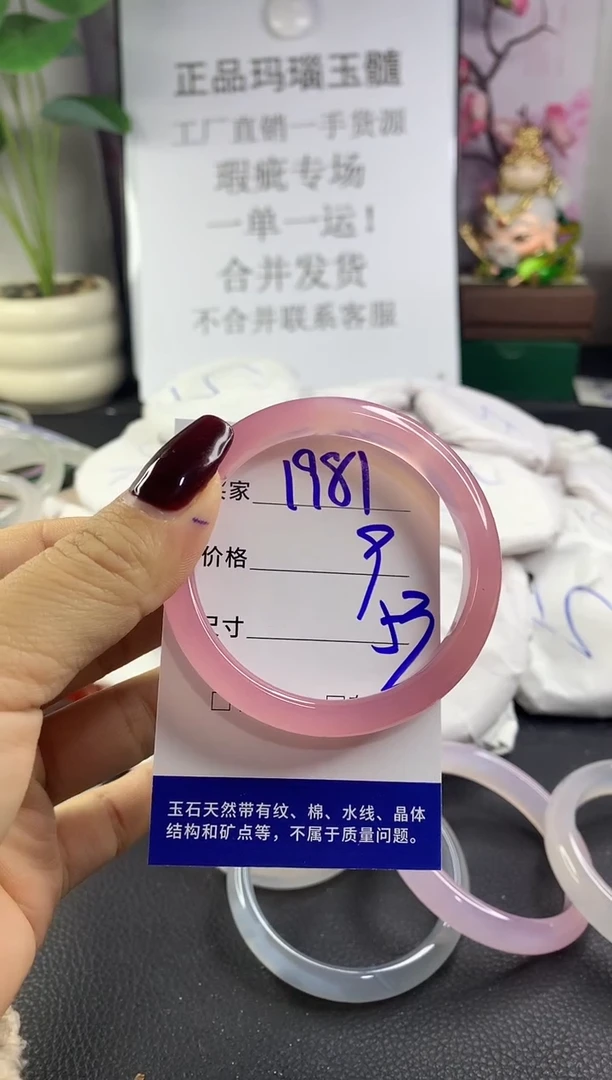 正品玛瑙玉髓
工厂直销一手货源
瑕疵专场
一单一运!
合并发货
不合并联系客服
家 1981
价格 9
尺寸 53
玉石天然带有纹、棉、水线、晶体
结构和矿点等，不属于质量问题。